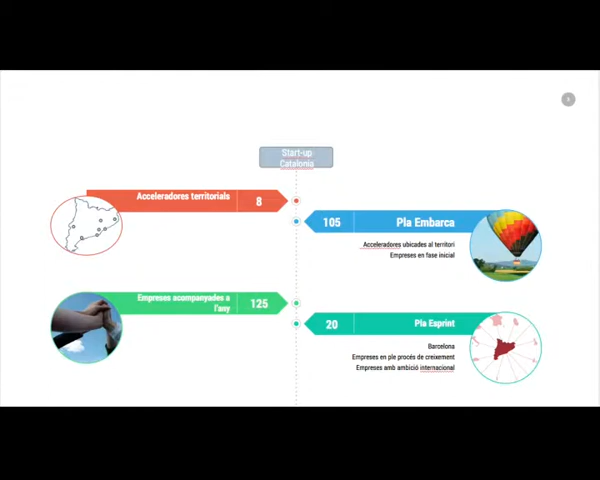 Start-up
Catalonia
Acceleradores territorials
8
105
Pla Embarca
Acceleradores ubicades al territori
Empreses en fase inicial
Empreses acompanyades a
l'any
125
20
Pla Esprint
Barcelona
Empreses en ple procés de creixement
Empreses amb ambició internacional